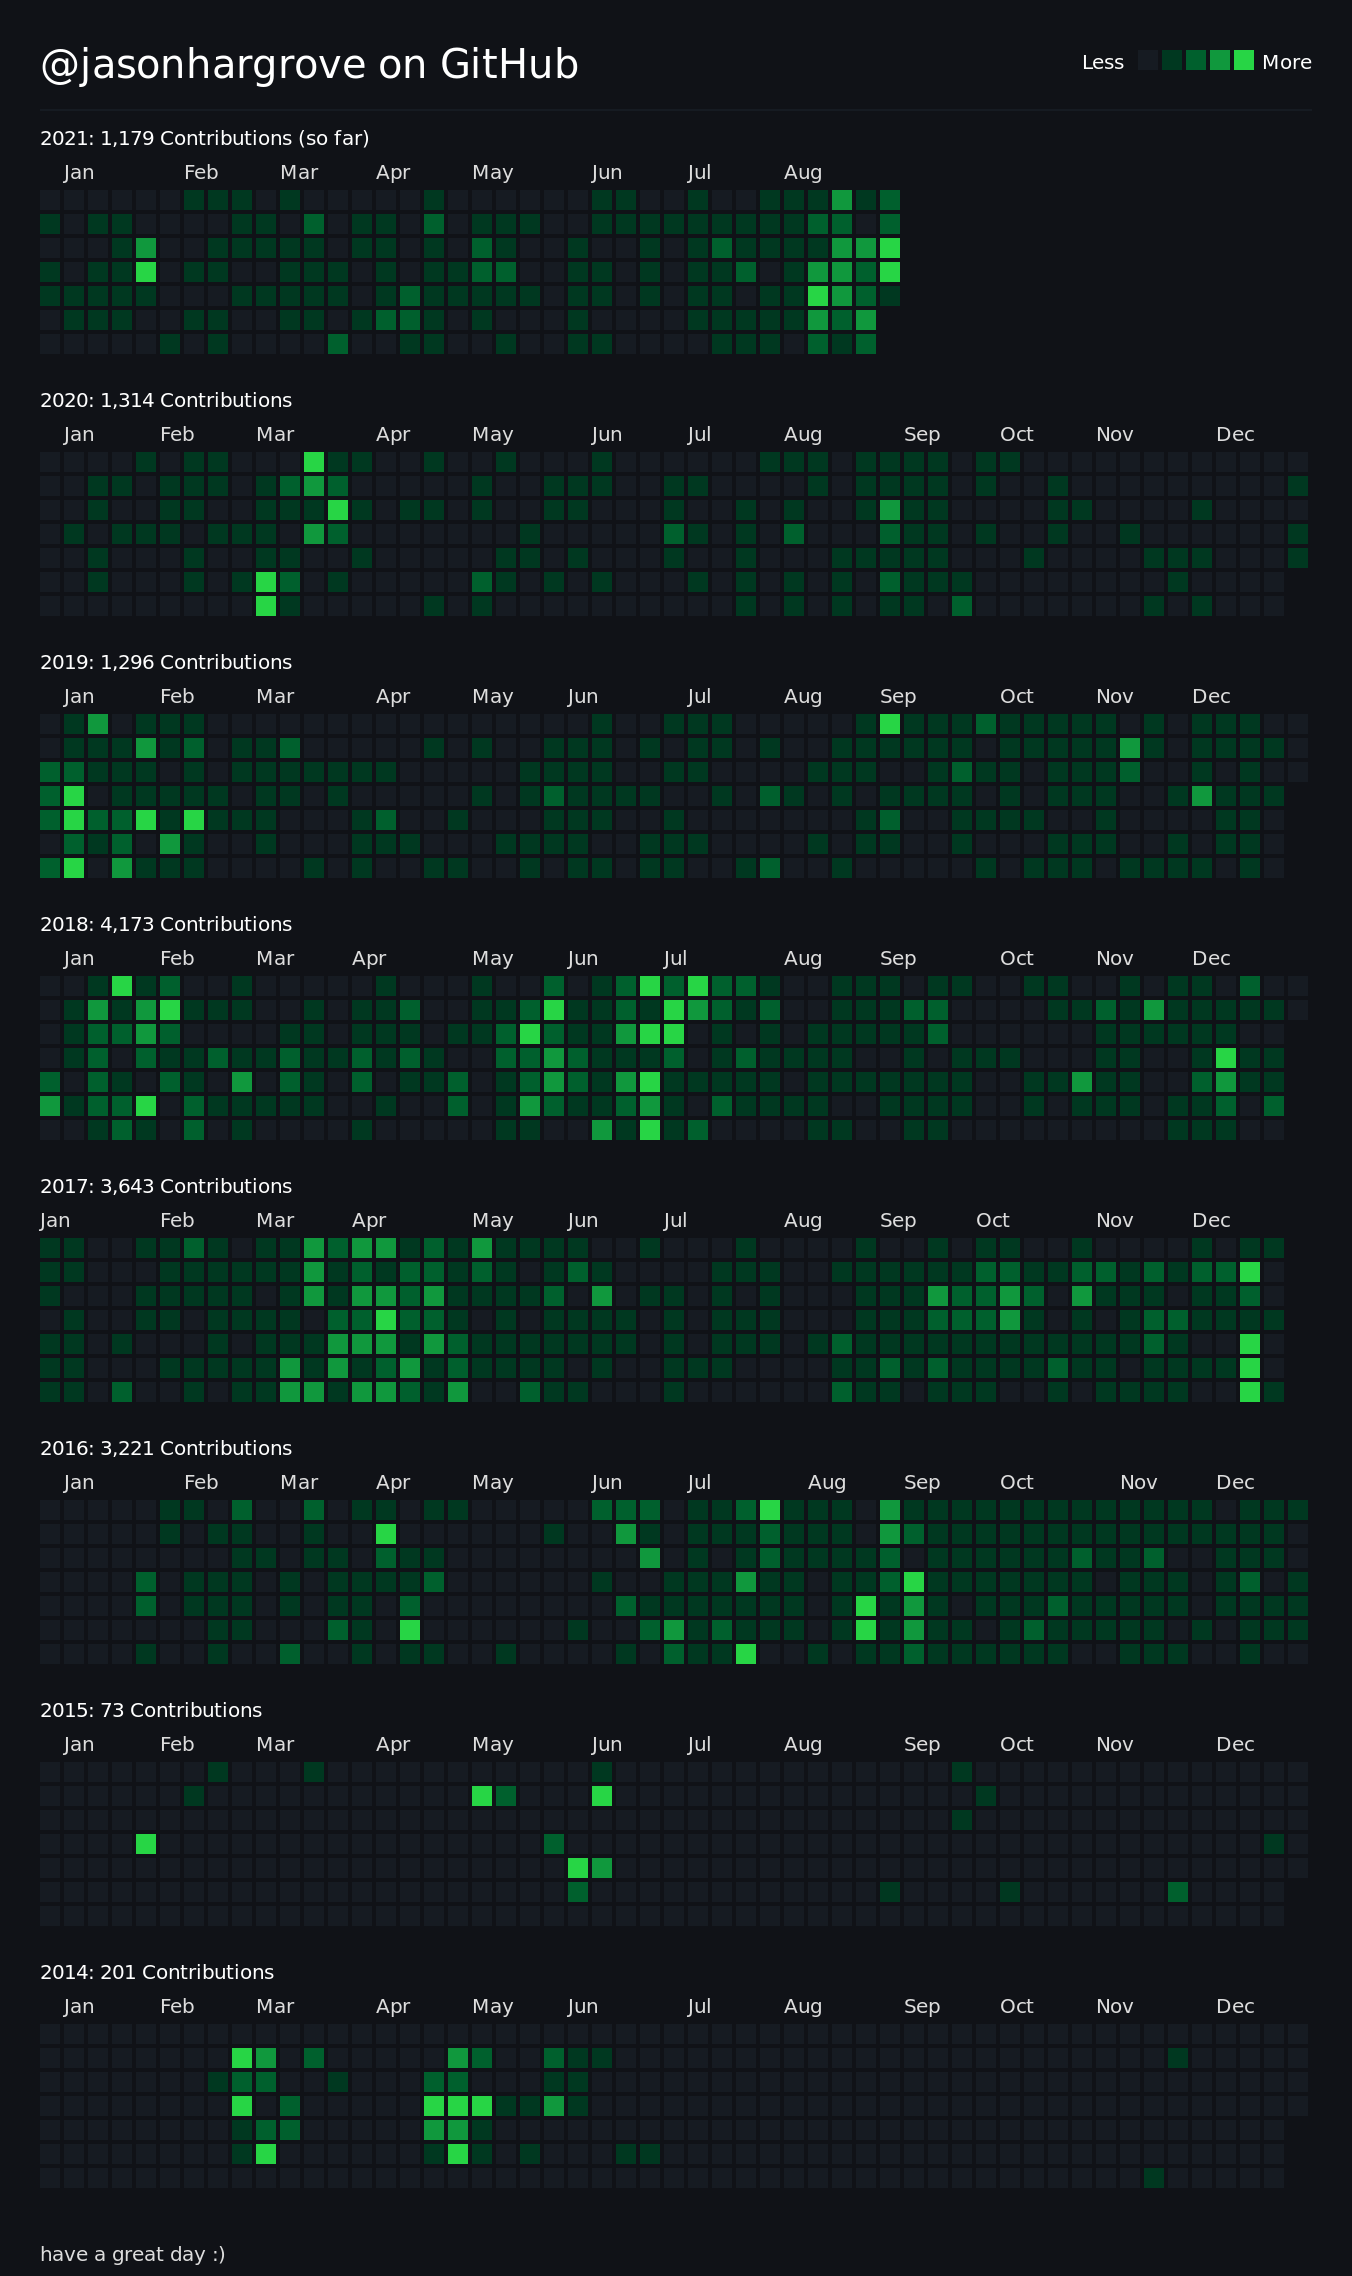 @jasonhargrove on GitHub
Less More
2021: 1,179 Contributions (so far)
Jan Feb Mar Apr May Jun Jul Aug
2020: 1,314 Contributions
Jan Feb Mar Apr May Jun Jul Aug Sep Oct Nov Dec
2019: 1,296 Contributions
Jan Feb Mar Apr May Jun Jul Aug Sep Oct Nov Dec
2018: 4,173 Contributions
Jan Feb Mar Apr May Jun Jul Aug Sep Oct Nov Dec
2017: 3,643 Contributions
Jan Feb Mar Apr May Jun Jul Aug Sep Oct Nov Dec
2016: 3,221 Contributions
Jan Feb Mar Apr May Jun Jul Aug Sep Oct Nov Dec
2015: 73 Contributions
Jan Feb Mar Apr May Jun Jul Aug Sep Oct Nov Dec
2014: 201 Contributions
Jan Feb Mar Apr May Jun Jul Aug Sep Oct Nov Dec
have a great day :)